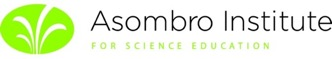 Asombro Institute
FOR SCIENCE EDUCATION